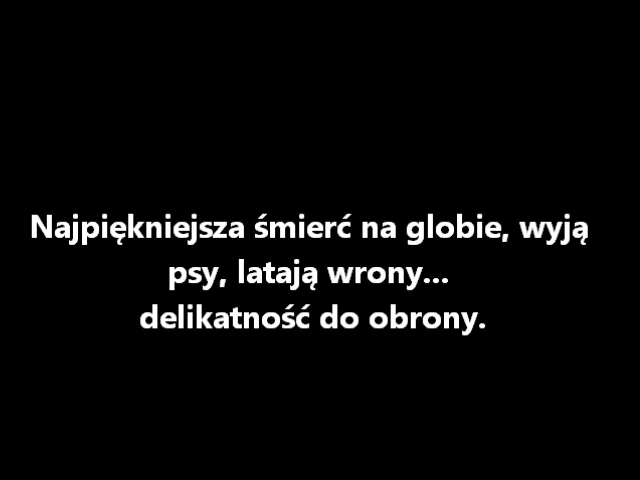 Najpiękniejsza śmierć na globie, wyją
psy, latają wrony...
delikatność do obrony.